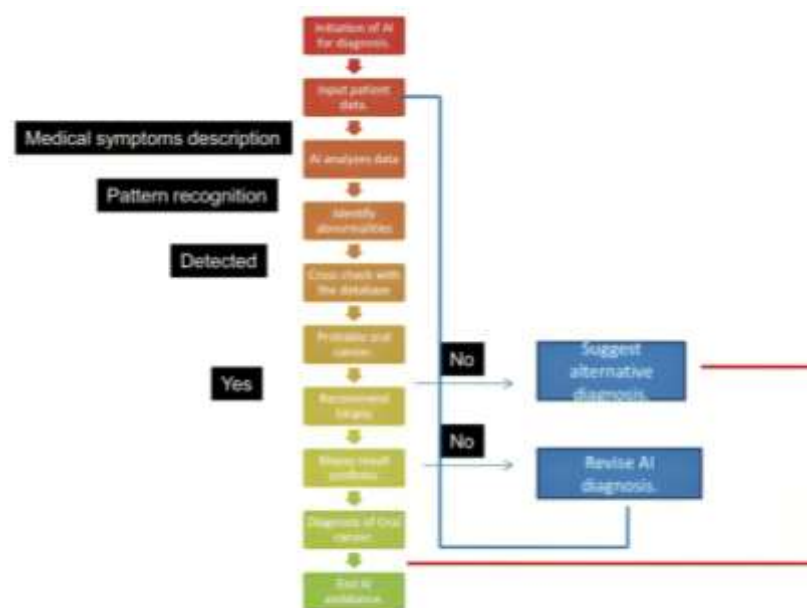 Initiation of AI
for diagnosis.
Input patient
data.
Medical symptoms description
AI analyzes data
Pattern recognition
Identify
abnormalities
Detected
Cross check with
the database
Probable oral
cancer.
No
Suggest
alternative
diagnosis.
Yes
Recommend
biopsy
No
Biopsy result
Revise AI
diagnosis.
Diagnosis of Oral
cancer
End AI
assistance.